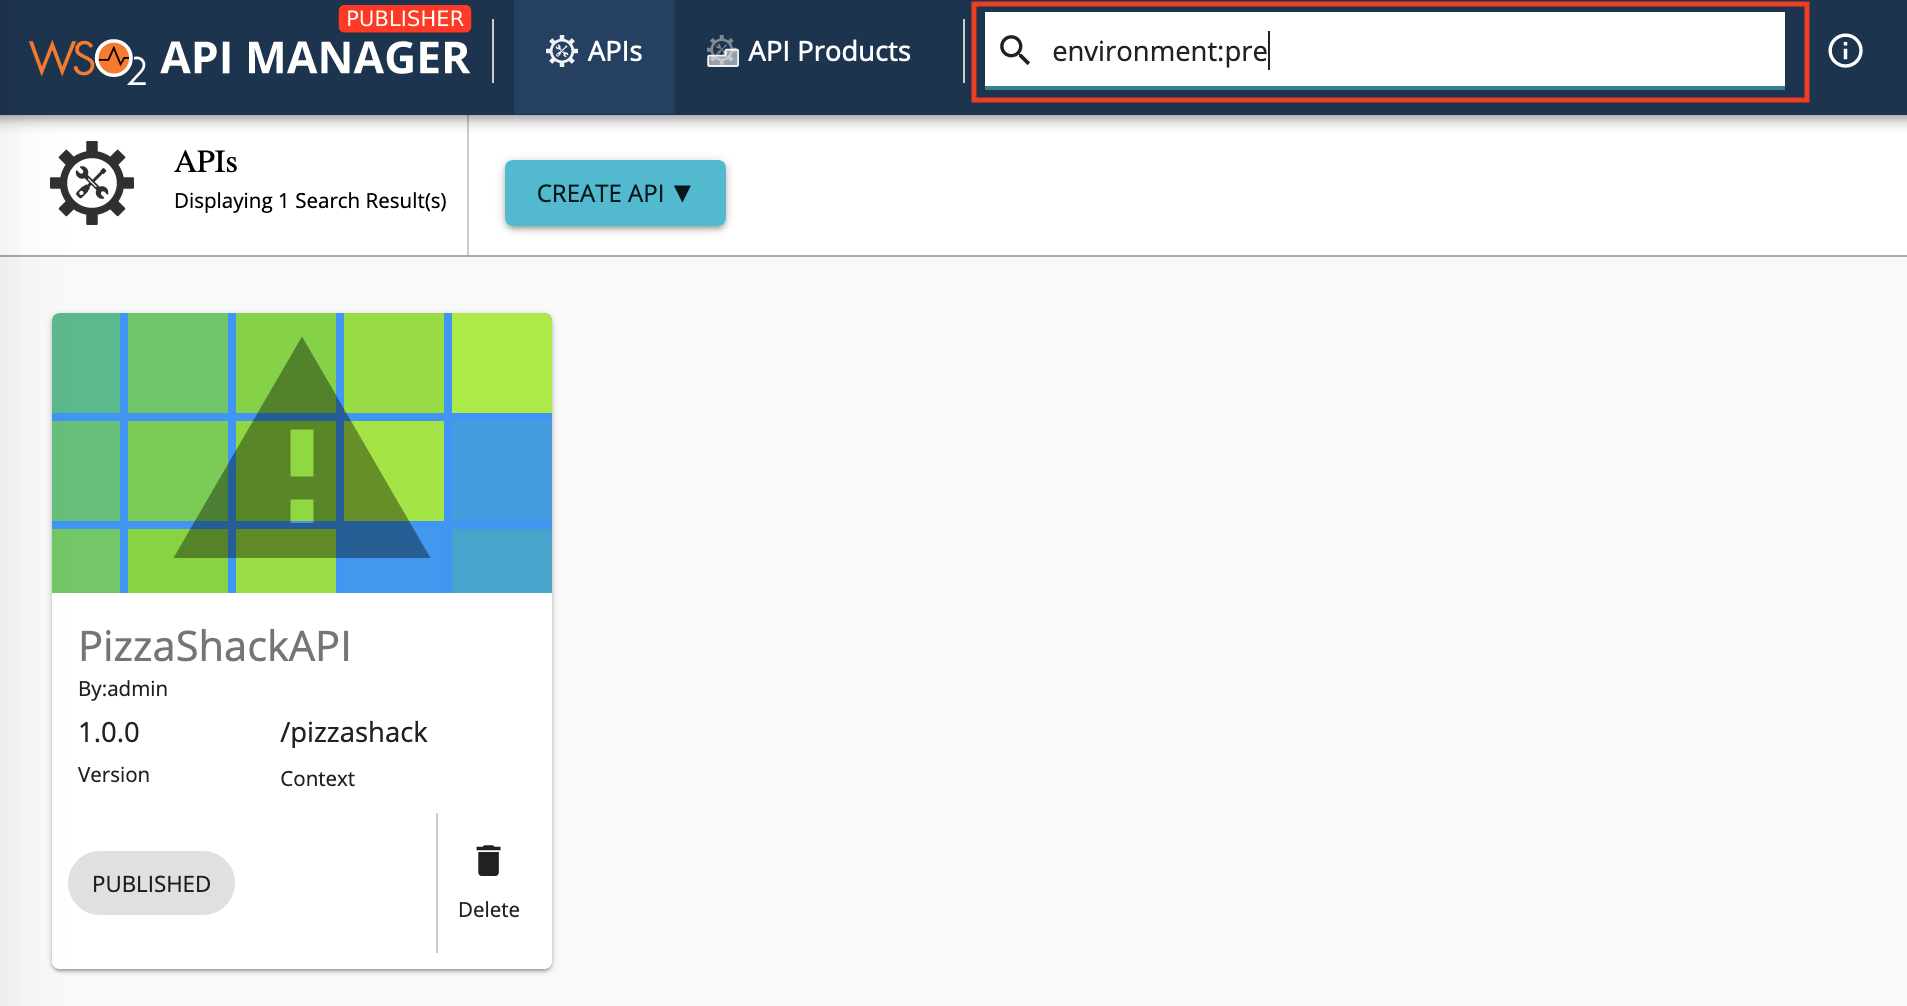 PUBLISHER
WSO2 API MANAGER
APIs
API Products
environment:pre
APIs
Displaying 1 Search Result(s)
CREATE API ▼
PizzaShackAPI
By:admin
1.0.0
/pizzashack
Version
Context
PUBLISHED
Delete